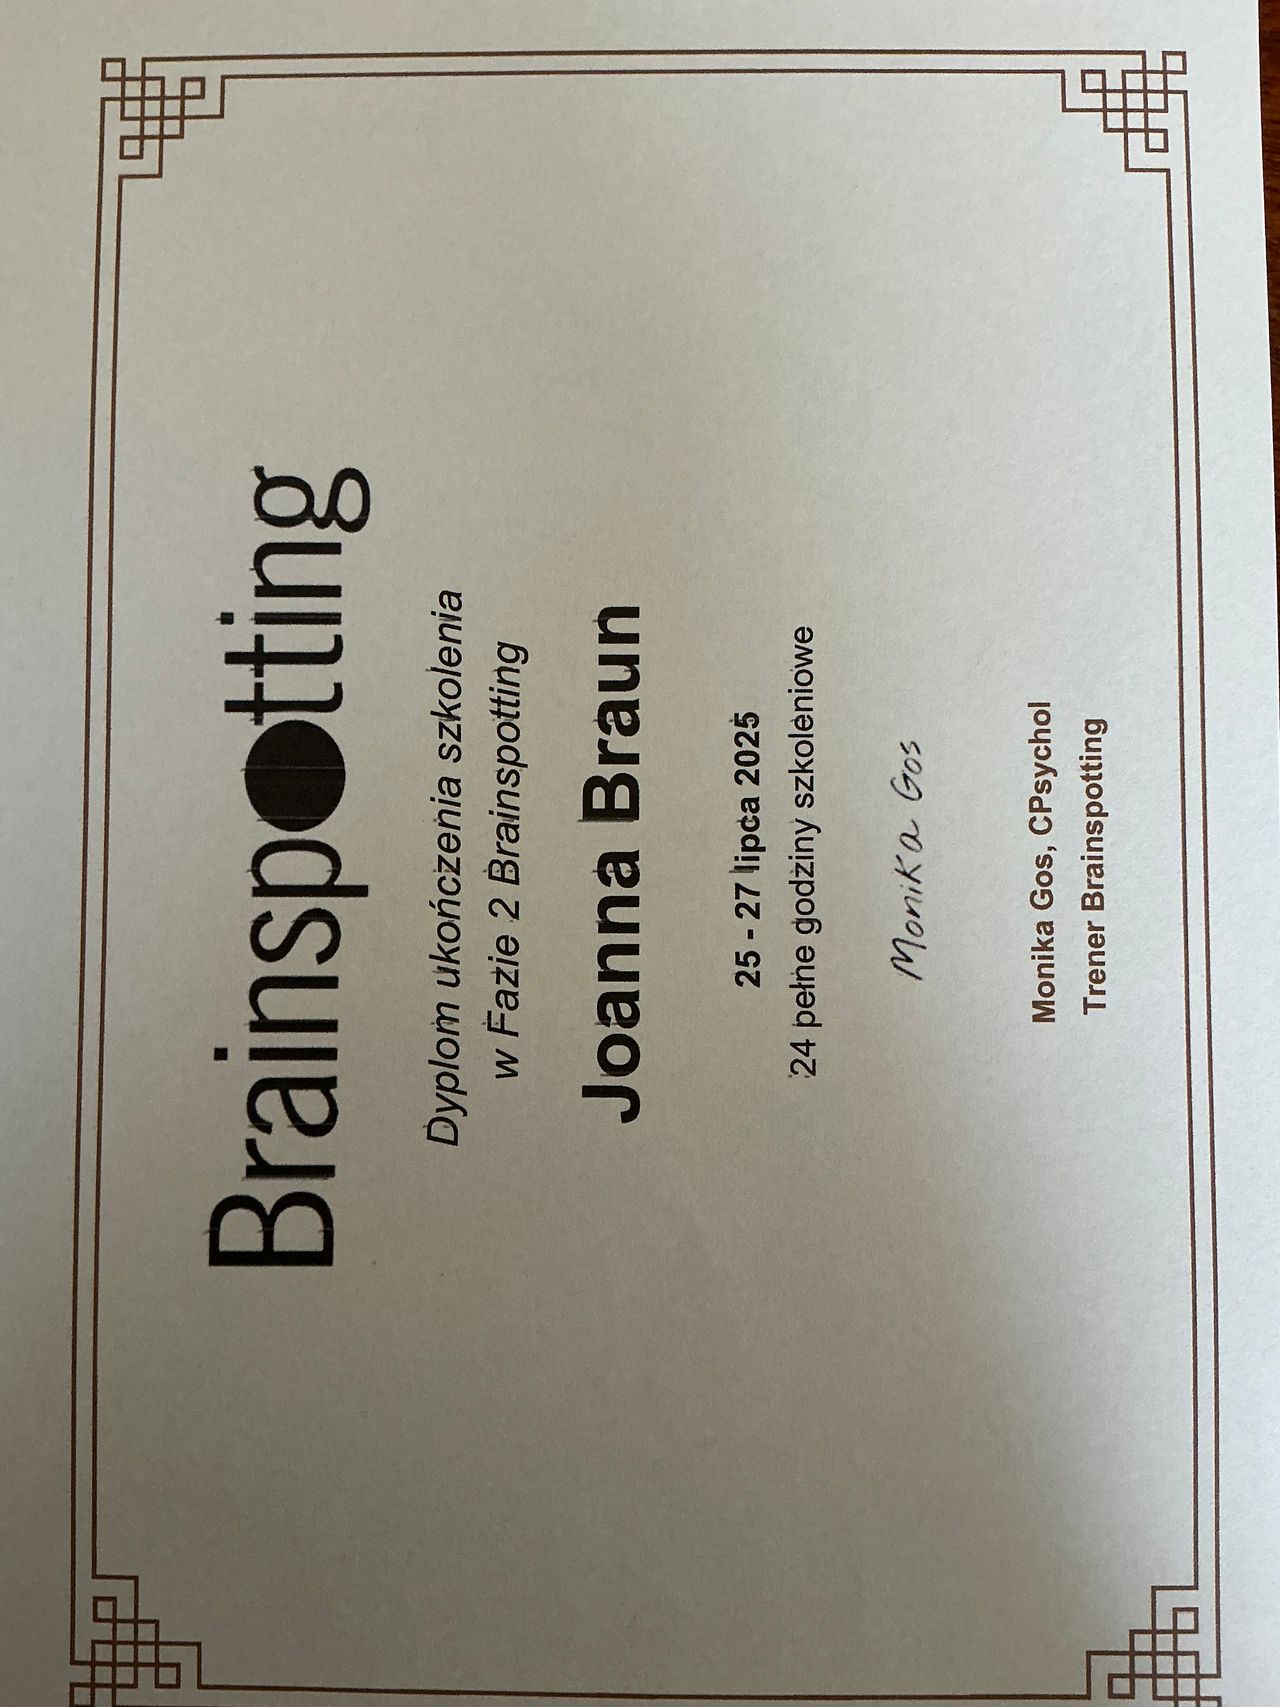 Brainspotting
Dyplom ukończenia szkolenia
w Fazie 2 Brainspotting
Joanna Braun
25 - 27 lipca 2025
24 pełne godziny szkoleniowe
Monika Gos
Monika Gos, CPsychol
Trener Brainspotting